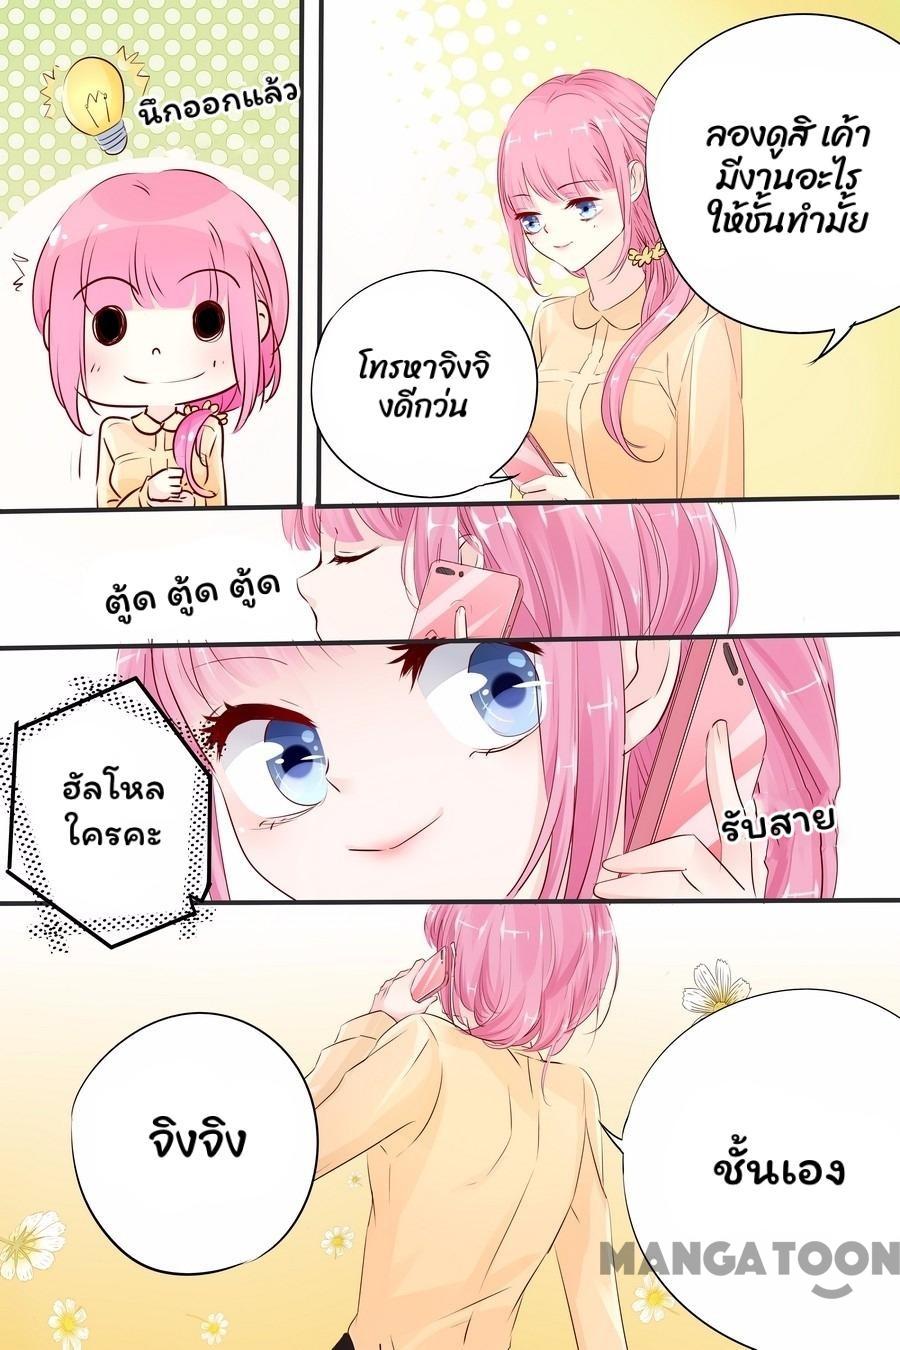 นึกออกแล้ว
โทรหาจิงจิ
งดีกว่น
ลองดูสิ เค้า
มีงานอะไร
ให้ชั้นทำมั้ย
ตู้ด ตู้ด ตู้ด
ฮัลโหล
ใครคะ
รับสาย
จิงจิง
ชั้นเอง
MANGATOON